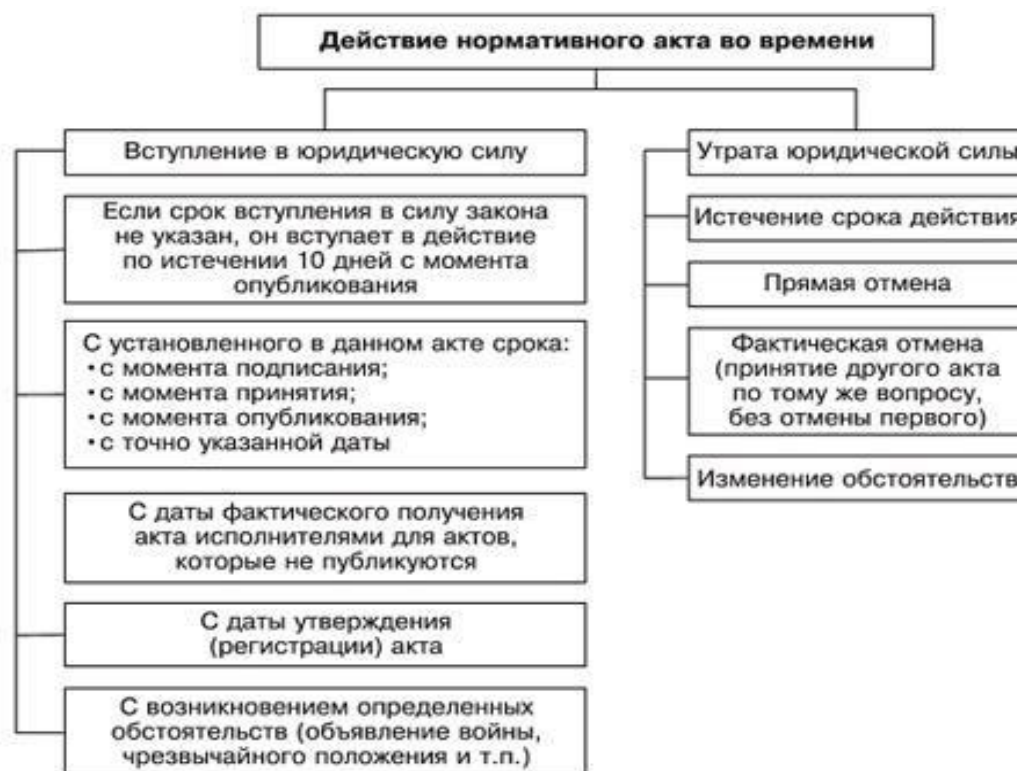 Действие нормативного акта во времени
Вступление в юридическую силу
Если срок вступления в силу закона
не указан, он вступает в действие
по истечении 10 дней с момента
опубликования
С установленного в данном акте срока:
• с момента подписания;
• с момента принятия;
• с момента опубликования;
• с точно указанной даты
С даты фактического получения
акта исполнителями для актов,
которые не публикуются
С даты утверждения
(регистрации) акта
С возникновением определенных
обстоятельств (объявление войны,
чрезвычайного положения и т.п.)
Утрата юридической силы
Истечение срока действия
Прямая отмена
Фактическая отмена
(принятие другого акта
по тому же вопросу,
без отмены первого)
Изменение обстоятельств